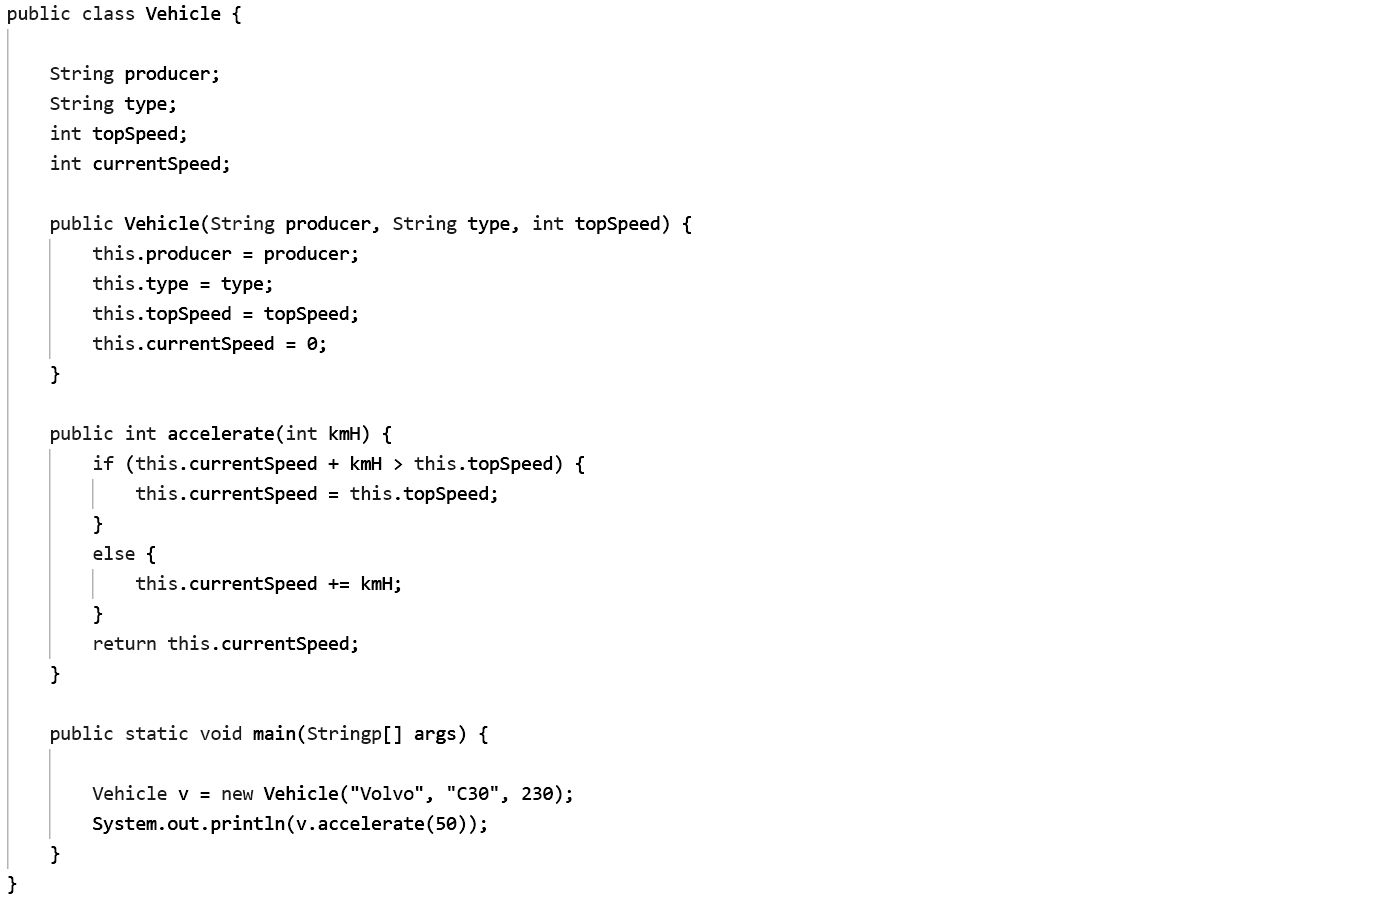 public class Vehicle {
String producer;
String type;
int topSpeed;
int currentSpeed;
public Vehicle(String producer, String type, int topSpeed) {
this.producer = producer;
this.type = type;
this.topSpeed = topSpeed;
this.currentSpeed = 0;
}
public int accelerate(int kmH) {
if (this.currentSpeed + kmH > this.topSpeed) {
this.currentSpeed = this.topSpeed;
}
else {
this.currentSpeed += kmH;
}
return this.currentSpeed;
}
public static void main(Stringp[] args) {
Vehicle v = new Vehicle("Volvo", "C30", 230);
System.out.println(v.accelerate(50));
}
}